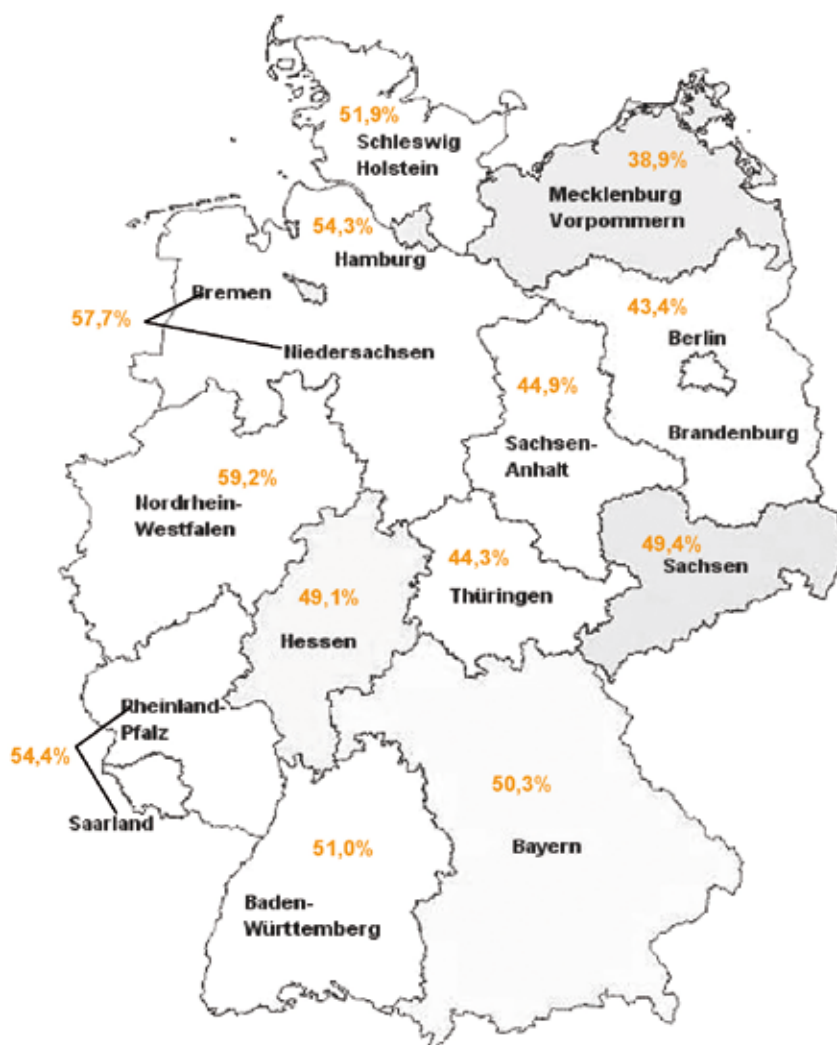 51,9%
Schleswig
Holstein
38,9%
Mecklenburg
Vorpommern
54,3%
Hamburg
Bremen
57,7%
Niedersachsen
43,4%
Berlin
44,9%
Sachsen-
Anhalt
Brandenburg
59,2%
Nordrhein-
Westfalen
49,4%
Sachsen
44,3%
Thüringen
49,1%
Hessen
Rheinland-
Pfalz
54,4%
Saarland
50,3%
Bayern
51,0%
Baden-
Württemberg